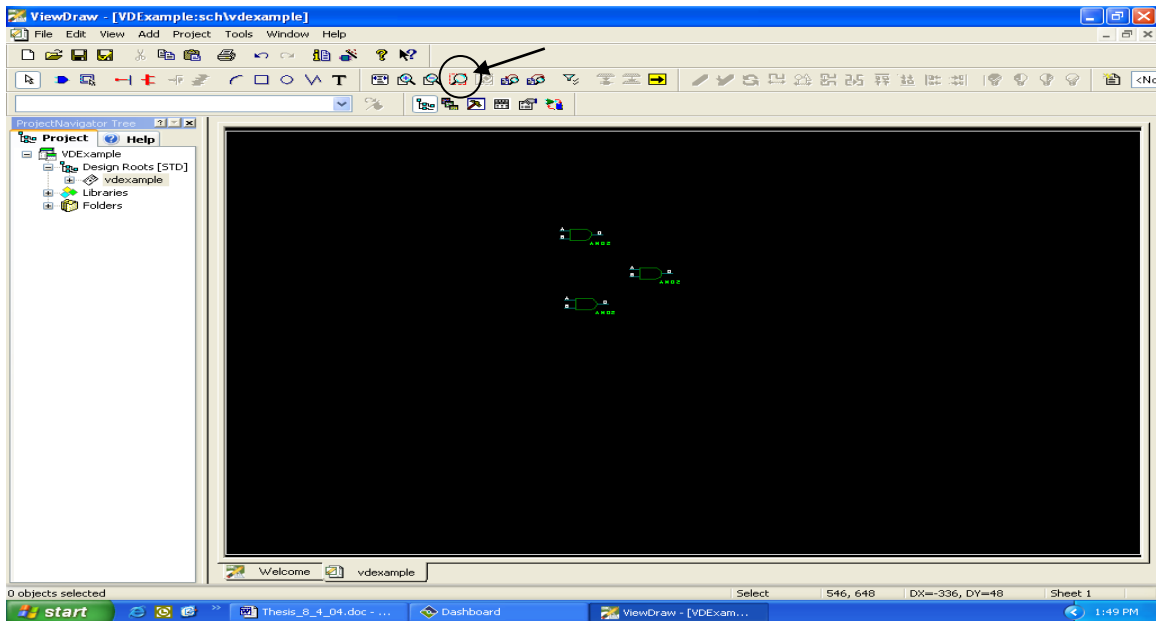 ViewDraw - [VDExample:sch\vdexample]
File Edit View Add Project Tools Window Help
T
<No
ProjectNavigator Tree
Project Help
VDExample
Design Roots [STD]
vdexample
Libraries
Folders
A
B
AND2
A
B
AND2
A
B
AND2
Welcome vdexample
0 objects selected Select 546, 648 DX=-336, DY=48 Sheet 1
start Thesis_8_4_04.doc - ... Dashboard ViewDraw - [VDExam... 1:49 PM